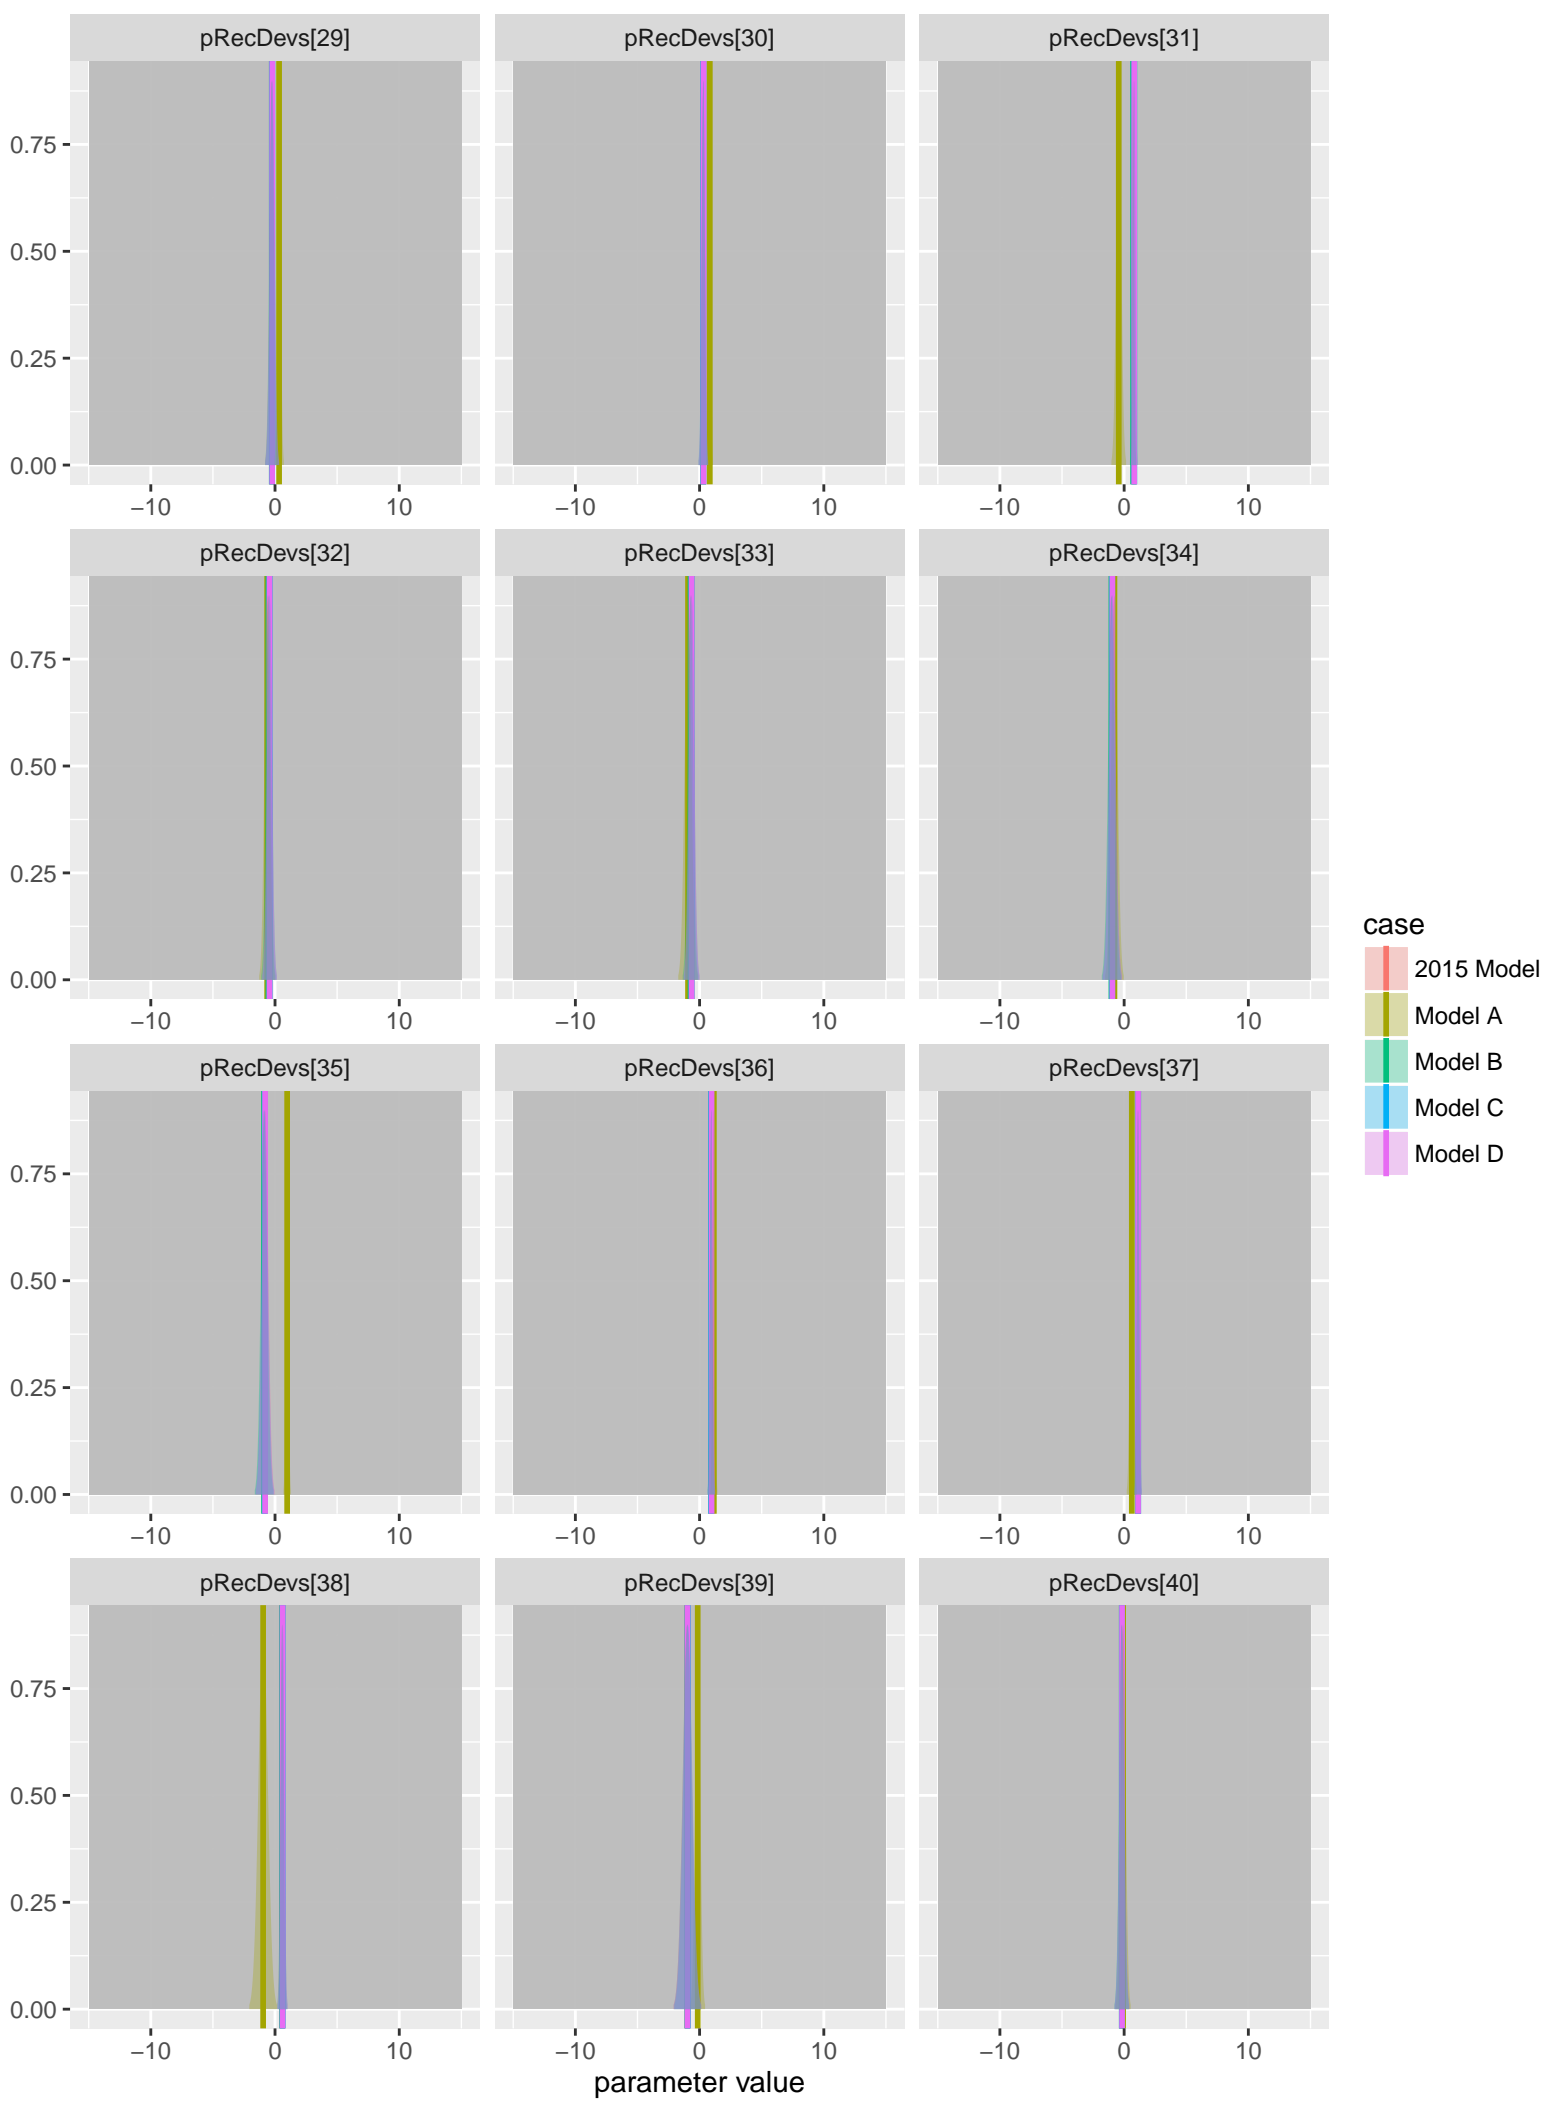 pRecDevs[29] pRecDevs[30] pRecDevs[31]
0.75
0.50
0.25
0.00
−10 0 10 −10 0 10 −10 0 10
pRecDevs[32] pRecDevs[33] pRecDevs[34]
0.75
0.50
0.25
0.00
−10 0 10 −10 0 10 −10 0 10
pRecDevs[35] pRecDevs[36] pRecDevs[37]
0.75
0.50
0.25
0.00
−10 0 10 −10 0 10 −10 0 10
pRecDevs[38] pRecDevs[39] pRecDevs[40]
0.75
0.50
0.25
0.00
−10 0 10 −10 0 10 −10 0 10
parameter value
case
2015 Model
Model A
Model B
Model C
Model D